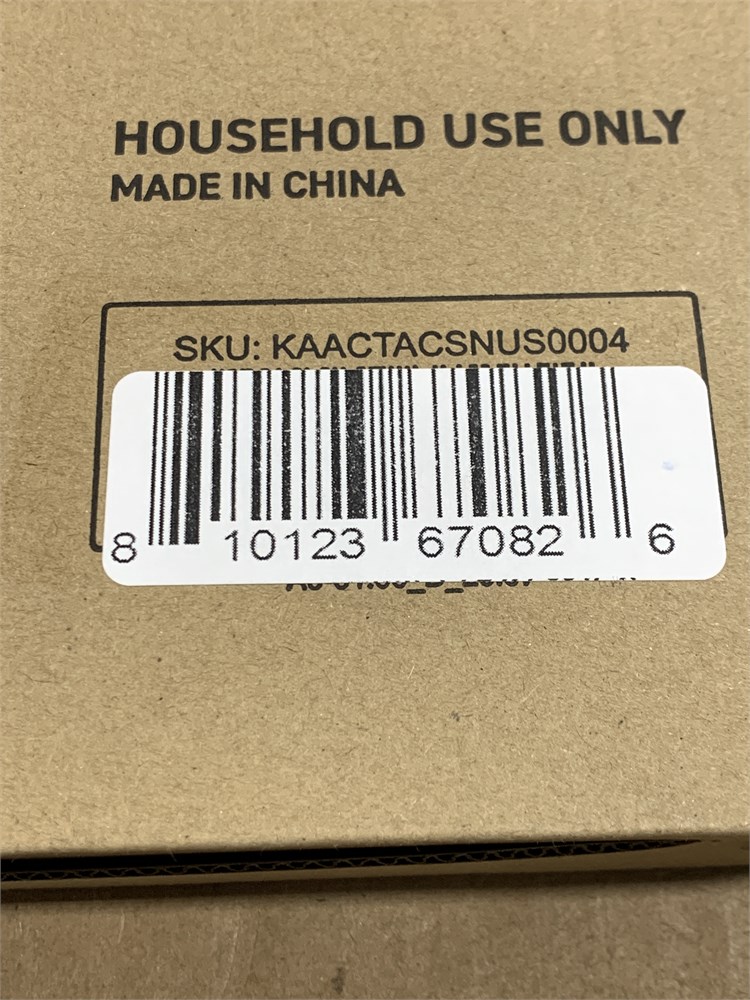 HOUSEHOLD USE ONLY
MADE IN CHINA
SKU: KAACTACSNUS0004
8 10123 67082 6